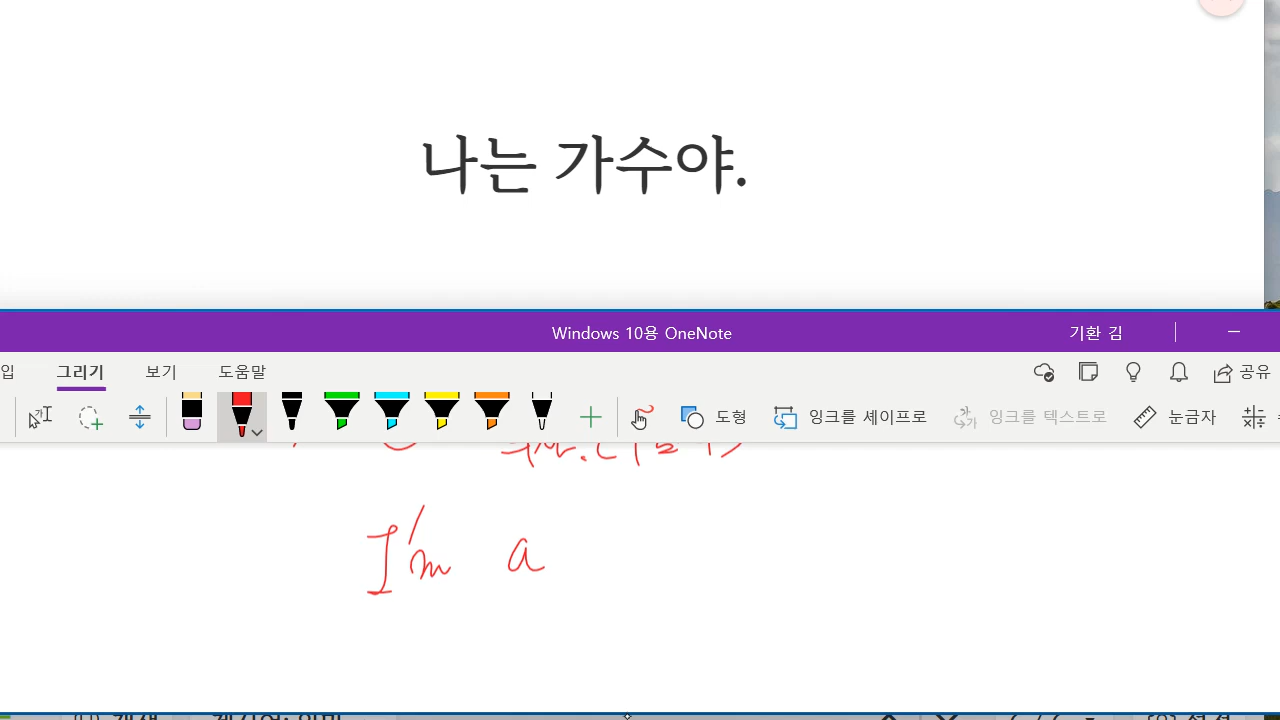 나는 가수야.
Windows 10용 OneNote
기환 김
입 그리기 보기 도움말
공유
가 도형 잉크를 셰이프로 잉크를 텍스트로 눈금자
I'm a